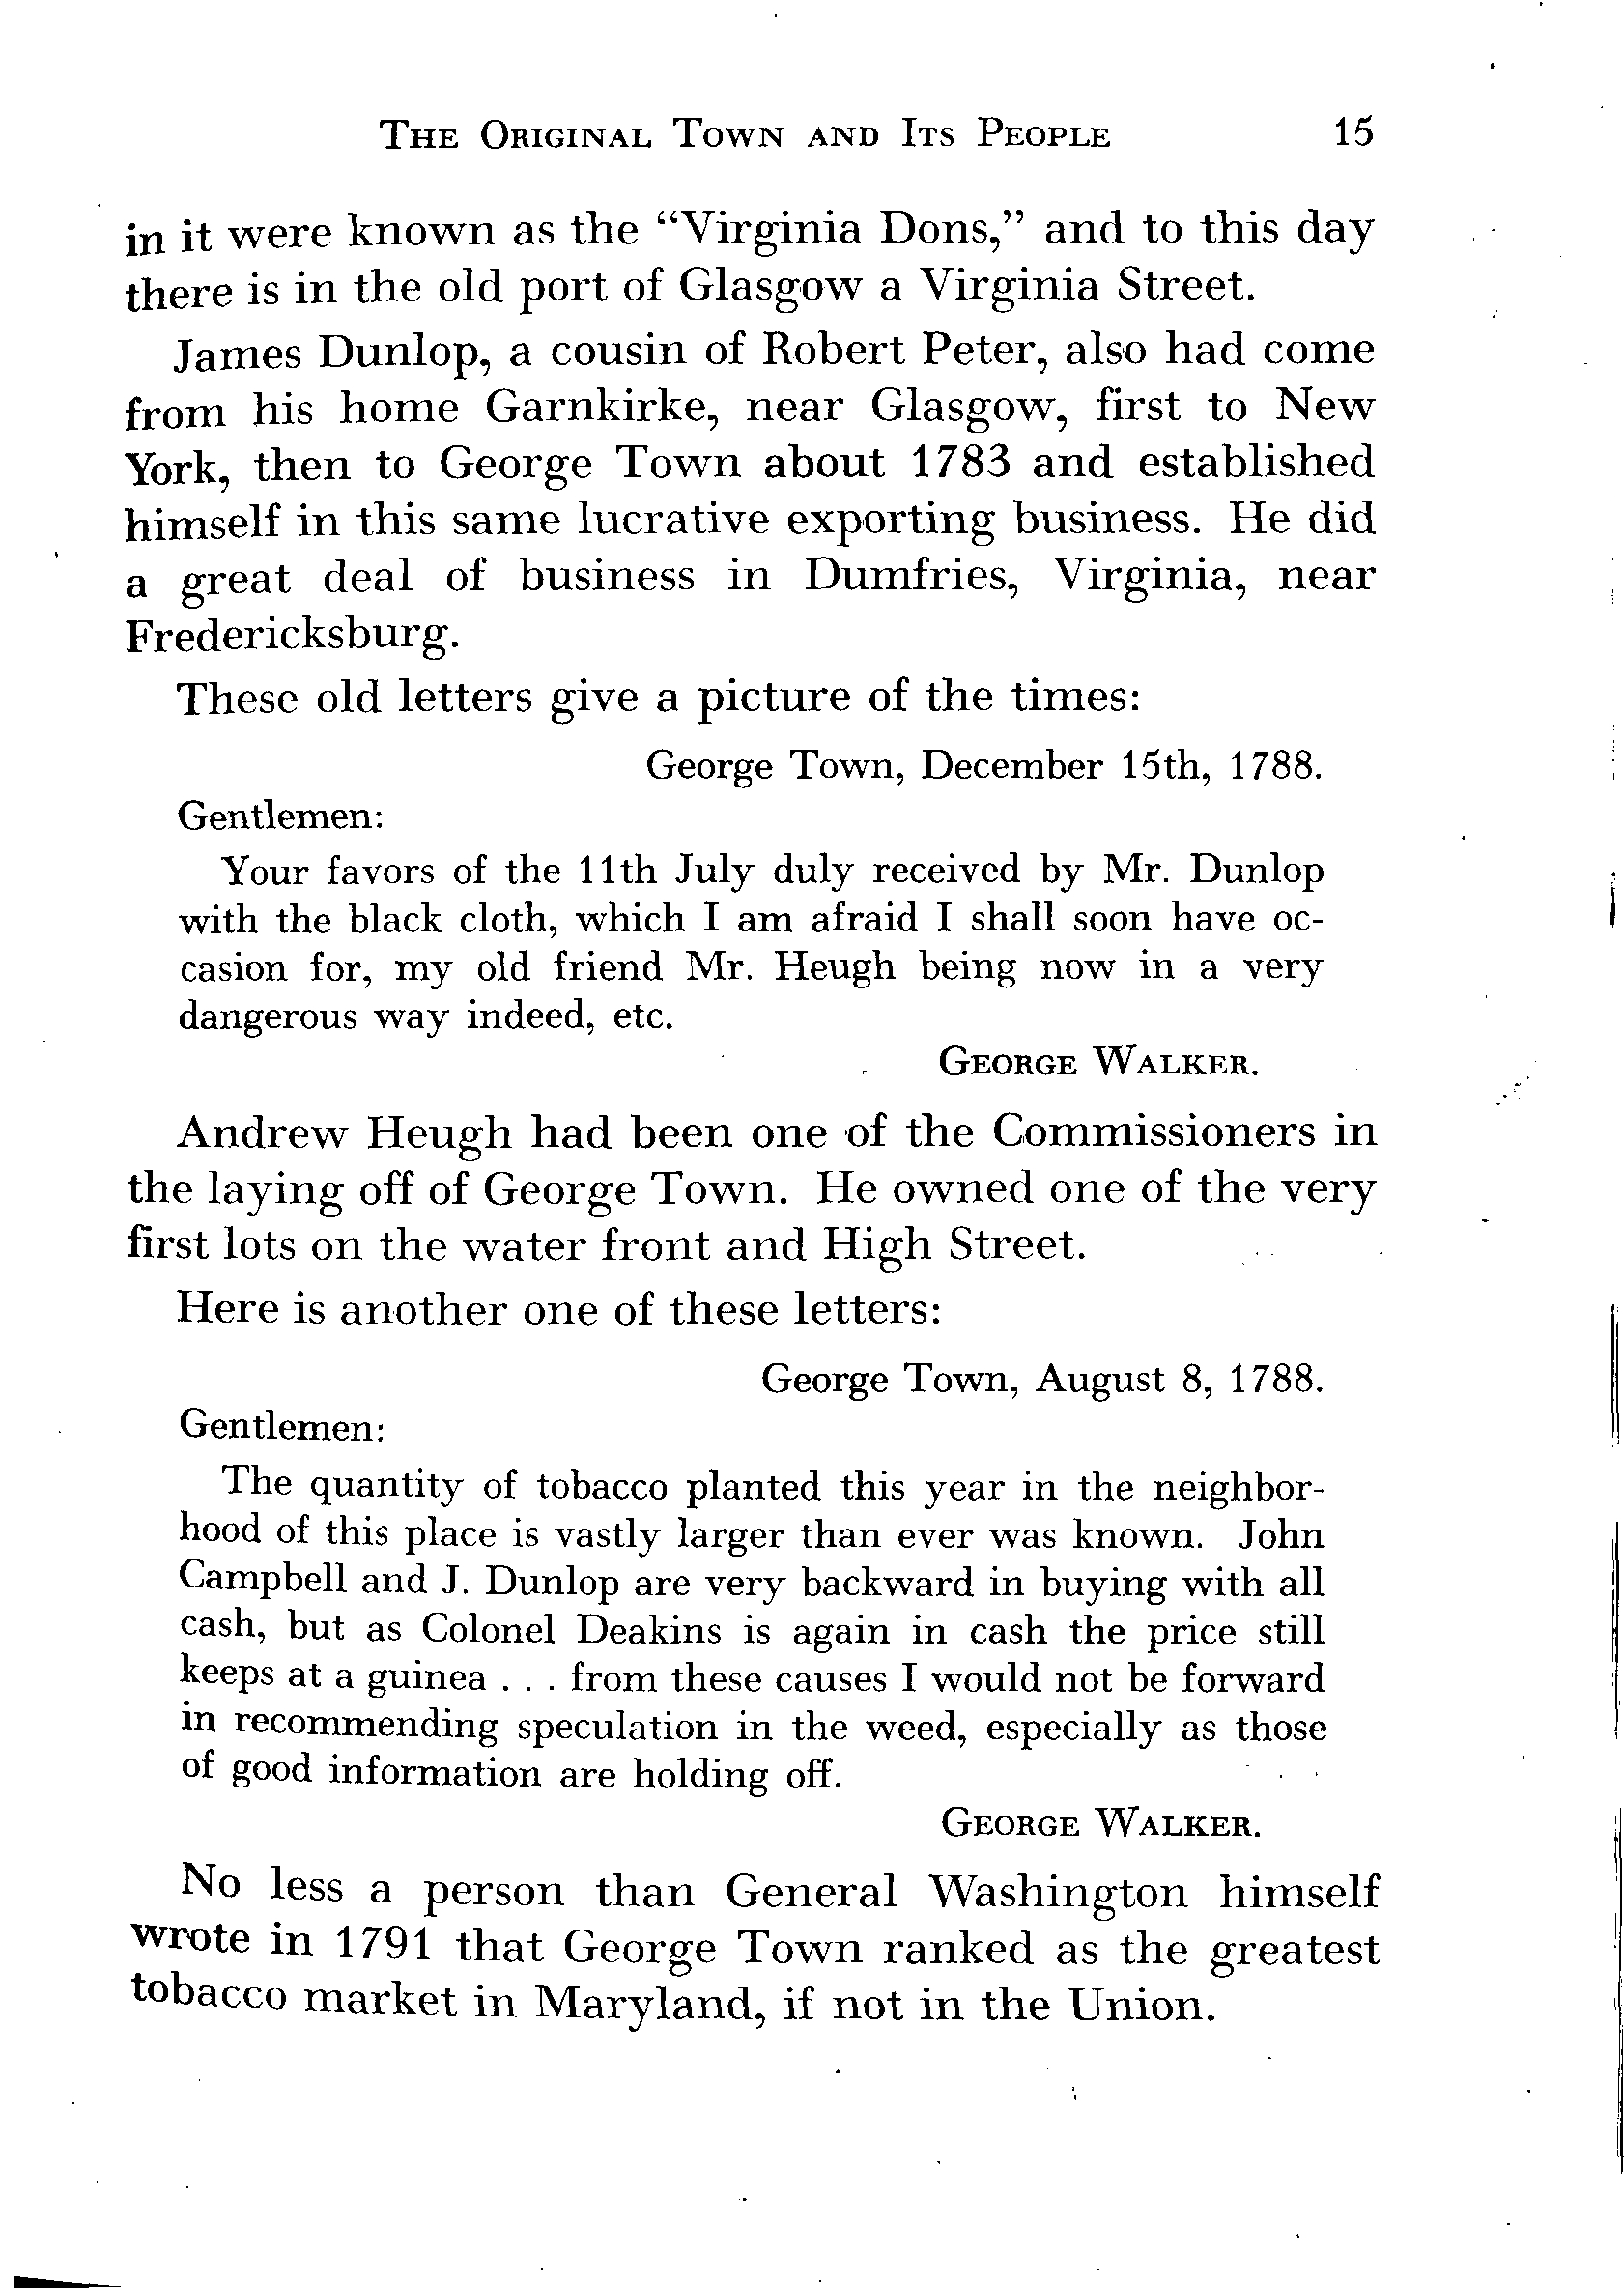 The Original Town and Its People 15
in it were known as the “Virginia Dons,” and to this day
there is in the old port of Glasgow a Virginia Street.
James Dunlop, a cousin of Robert Peter, also had come
from his home Garnkirke, near Glasgow, first to New
York, then to George Town about 1783 and established
himself in this same lucrative exporting business. He did
a great deal of business in Dumfries, Virginia, near
Fredericksburg.
These old letters give a picture of the times:
George Town, December 15th, 1788.
Gentlemen:
Your favors of the 11th July duly received by Mr. Dunlop
with the black cloth, which I am afraid I shall soon have oc-
casion for, my old friend Mr. Heugh being now in a very
dangerous way indeed, etc.
George Walker.
Andrew Heugh had been one of the Commissioners in
the laying off of George Town. He owned one of the very
first lots on the water front and High Street.
Here is another one of these letters:
George Town, August 8, 1788.
Gentlemen:
The quantity of tobacco planted this year in the neighbor-
hood of this place is vastly larger than ever was known. John
Campbell and J. Dunlop are very backward in buying with all
cash, but as Colonel Deakins is again in cash the price still
keeps at a guinea . . . from these causes I would not be forward
in recommending speculation in the weed, especially as those
of good information are holding off.
George Walker.
No less a person than General Washington himself
wrote in 1791 that George Town ranked as the greatest
tobacco market in Maryland, if not in the Union.